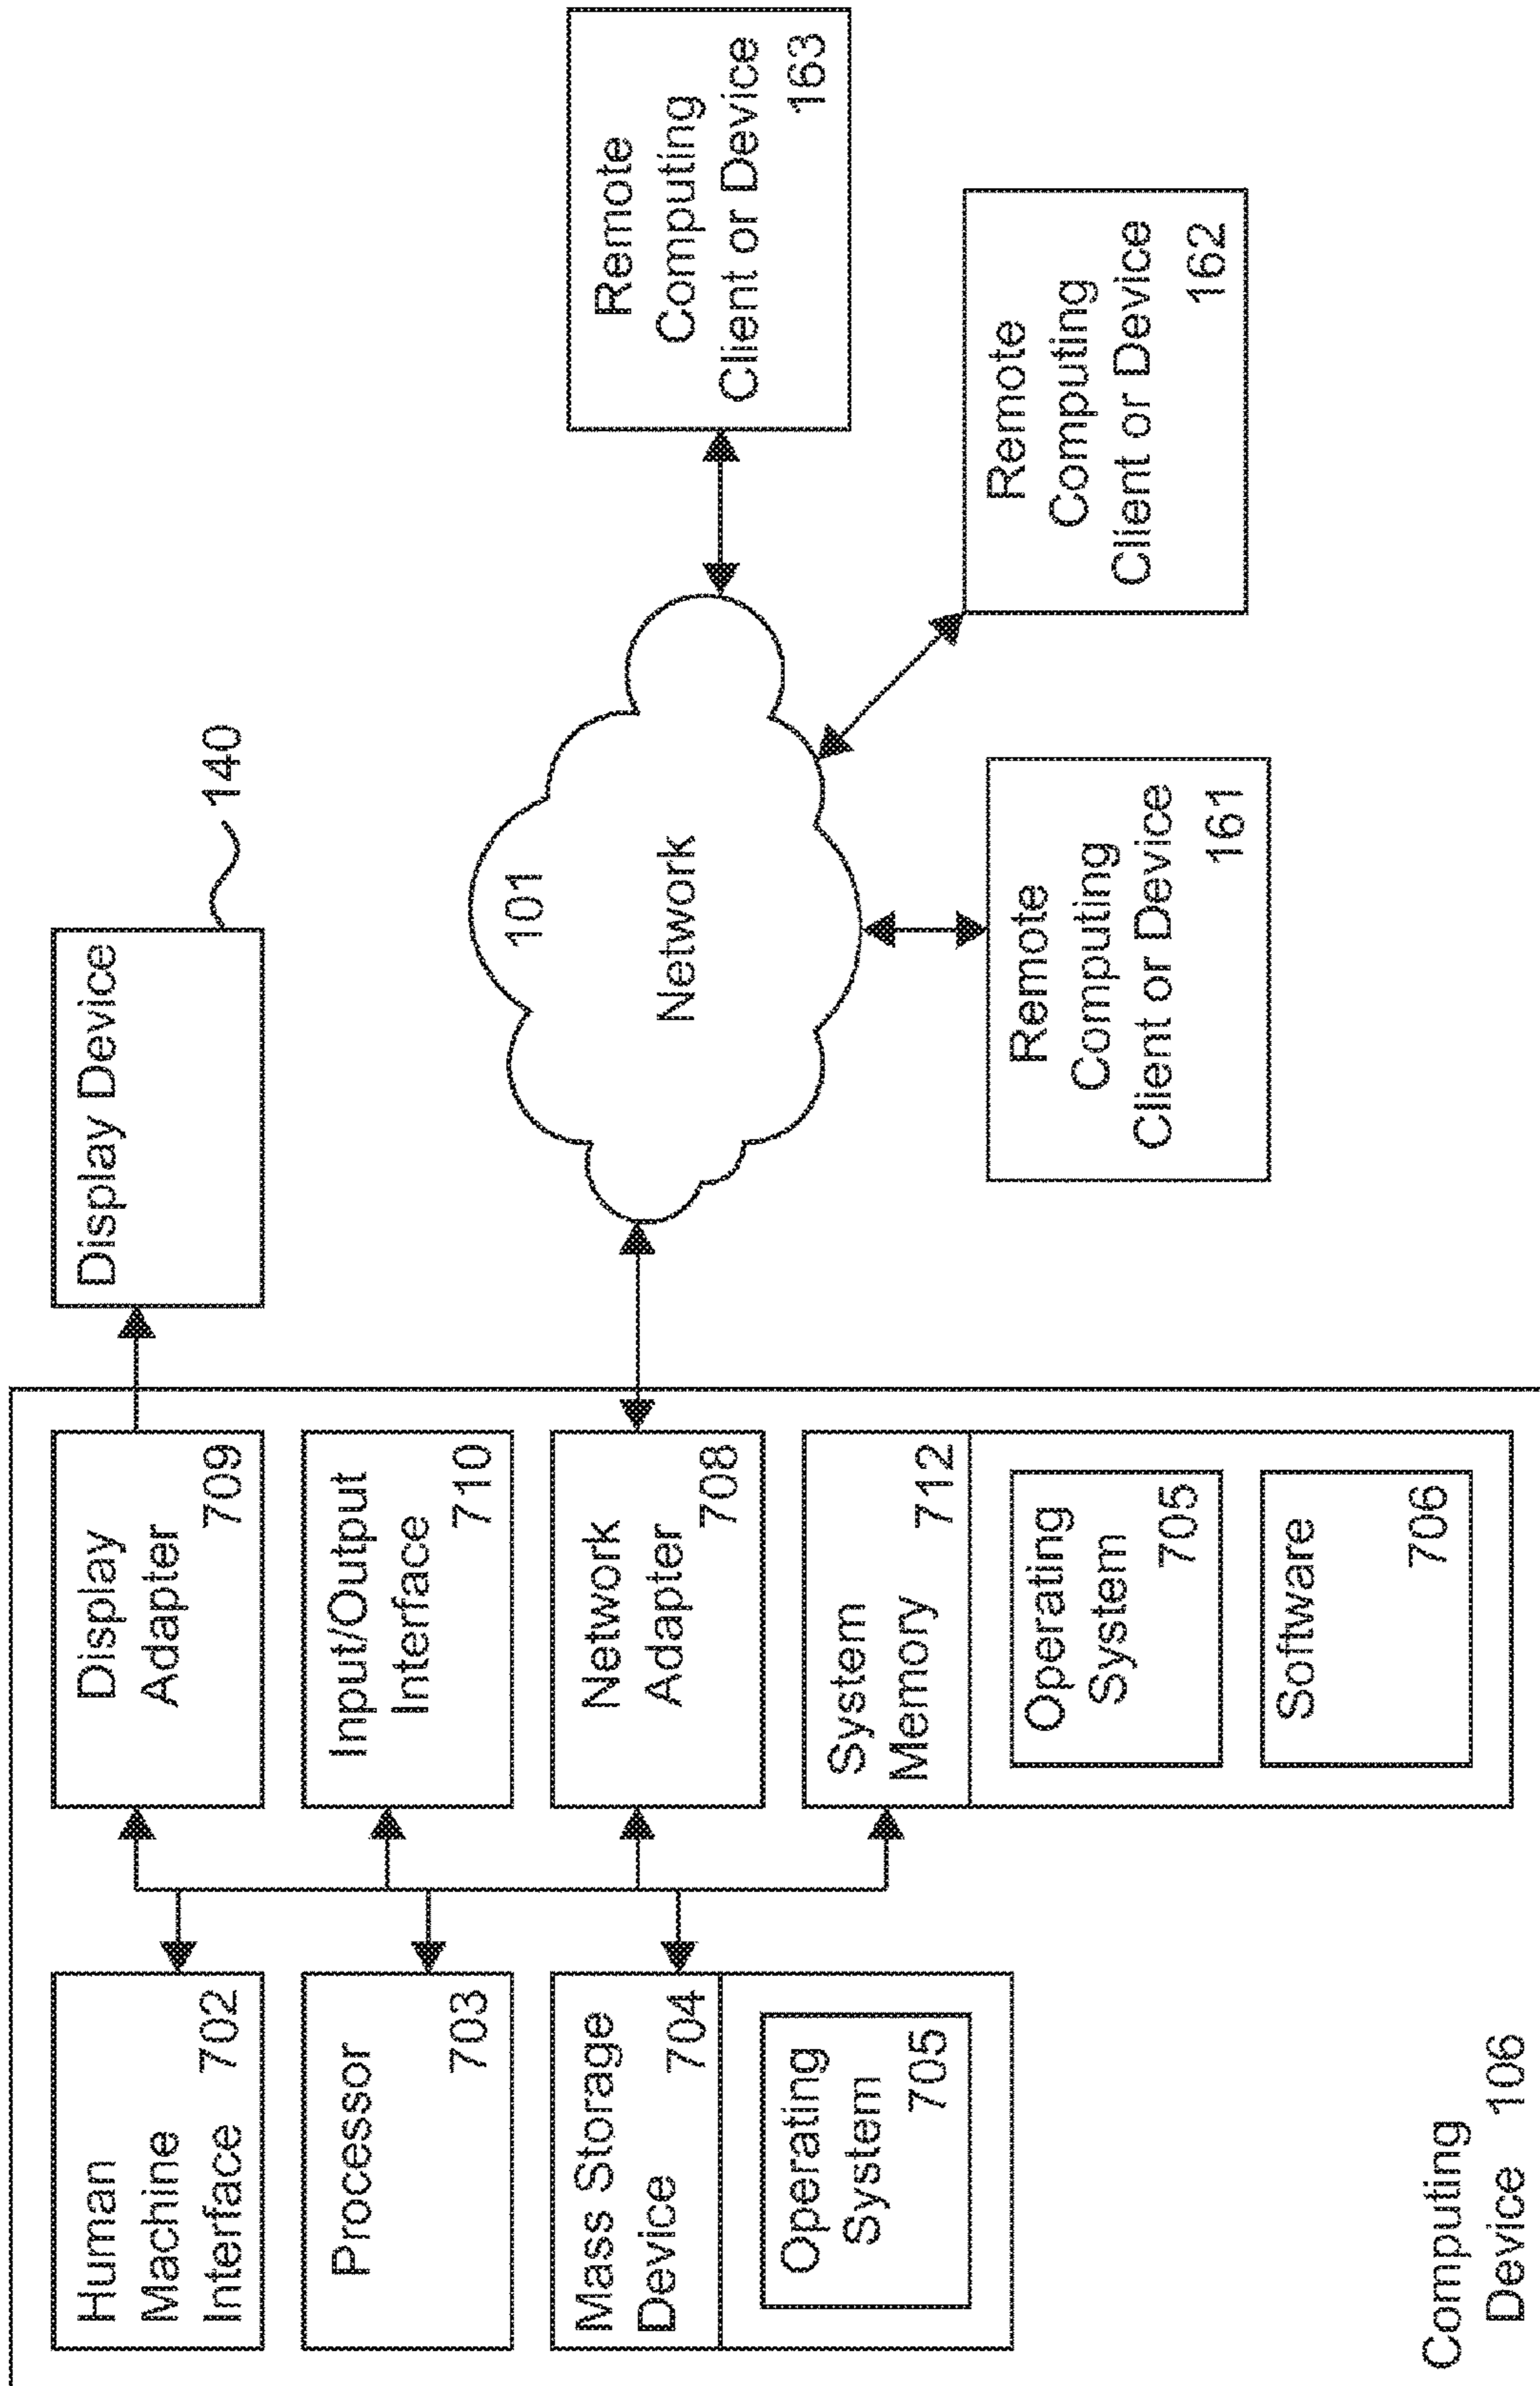 Human
Machine
Interface 702
Processor
703
Mass Storage
Device 704
Operating
System
705
Computing
Device 106
Display
Adapter
709
Input/Output
Interface
710
Network
Adapter
708
System
Memory 712
Operating
System
705
Software
706
Display Device
140
101
Network
Remote
Computing
Client or Device
161
Remote
Computing
Client or Device
162
Remote
Computing
Client or Device
163